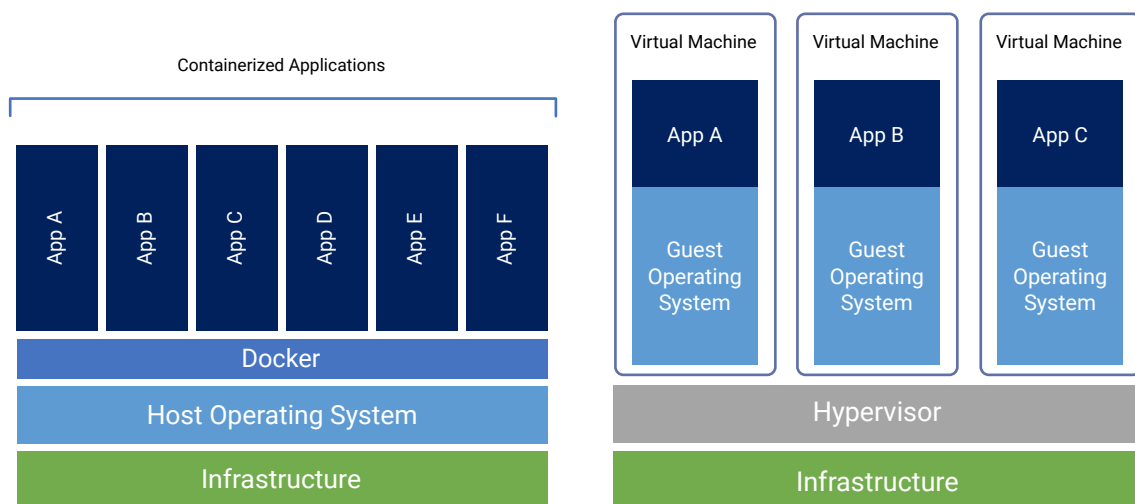 Containerized Applications
App A
App B
App C
App D
App E
App F
Docker
Host Operating System
Infrastructure
Virtual Machine
App A
Guest
Operating
System
Virtual Machine
App B
Guest
Operating
System
Virtual Machine
App C
Guest
Operating
System
Hypervisor
Infrastructure